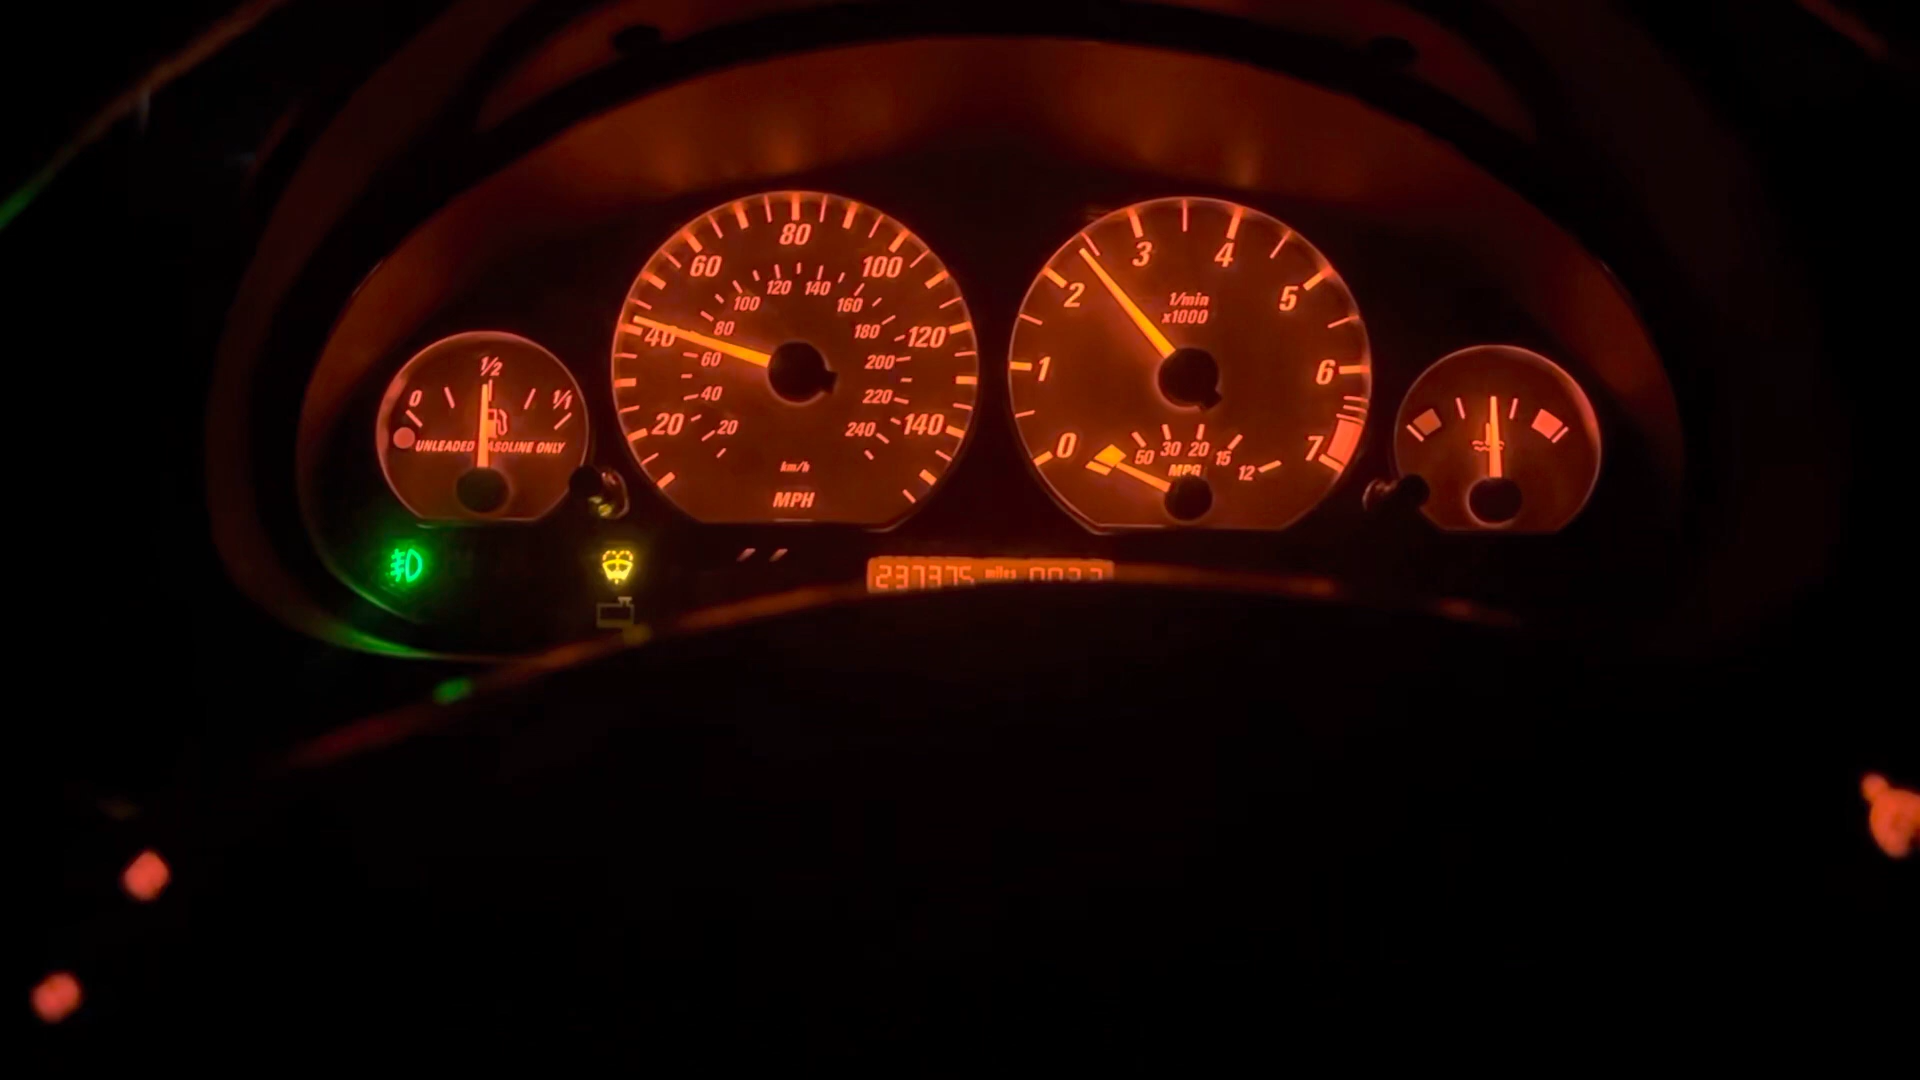 0 1/2 1/1
UNLEADED GASOLINE ONLY
20 40 60 80 100 120 140
20 40 60 80 100 120 140 160 180 200 220 240
km/h
MPH
0 1 2 3 4 5 6 7
1/min
x1000
50 30 20 15 12
MPG
237375 miles